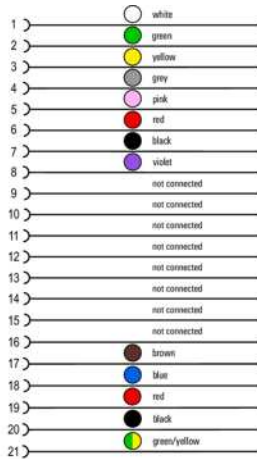 white
1
green
2
yellow
3
grey
4
pink
5
red
6
black
7
violet
8
not connected
9
not connected
10
not connected
11
not connected
12
not connected
13
not connected
14
not connected
15
not connected
16
brown
17
blue
18
red
19
black
20
green/yellow
21